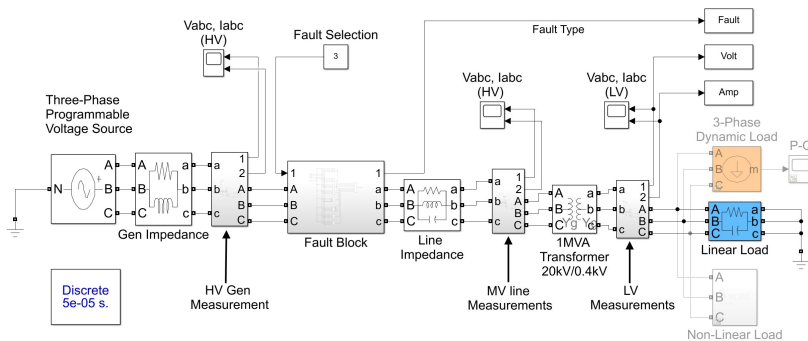 Vabc, Iabc
(HV)
Fault Selection
3
Fault Type
Fault
Volt
Amp
Vabc, Iabc
(HV)
Vabc, Iabc
(LV)
Three-Phase
Programmable
Voltage Source
3-Phase
Dynamic Load
P-Q
N
A
B
C
A
B
C
a
b
c
Gen Impedance
a
b
c
1
2
A
B
C
1
A
B
C
1
a
b
c
Fault Block
A
B
C
a
b
c
Line
Impedance
a
b
c
1
2
A
B
C
A
B
C
a
b
c
Yg Yg
1MVA
Transformer
20kV/0.4kV
a
b
c
1
2
A
B
C
A
B
C
m
A
B
C
a
b
c
Linear Load
A
B
C
Non-Linear Load
Discrete
5e-05 s.
HV Gen
Measurement
MV line
Measurements
LV
Measurements